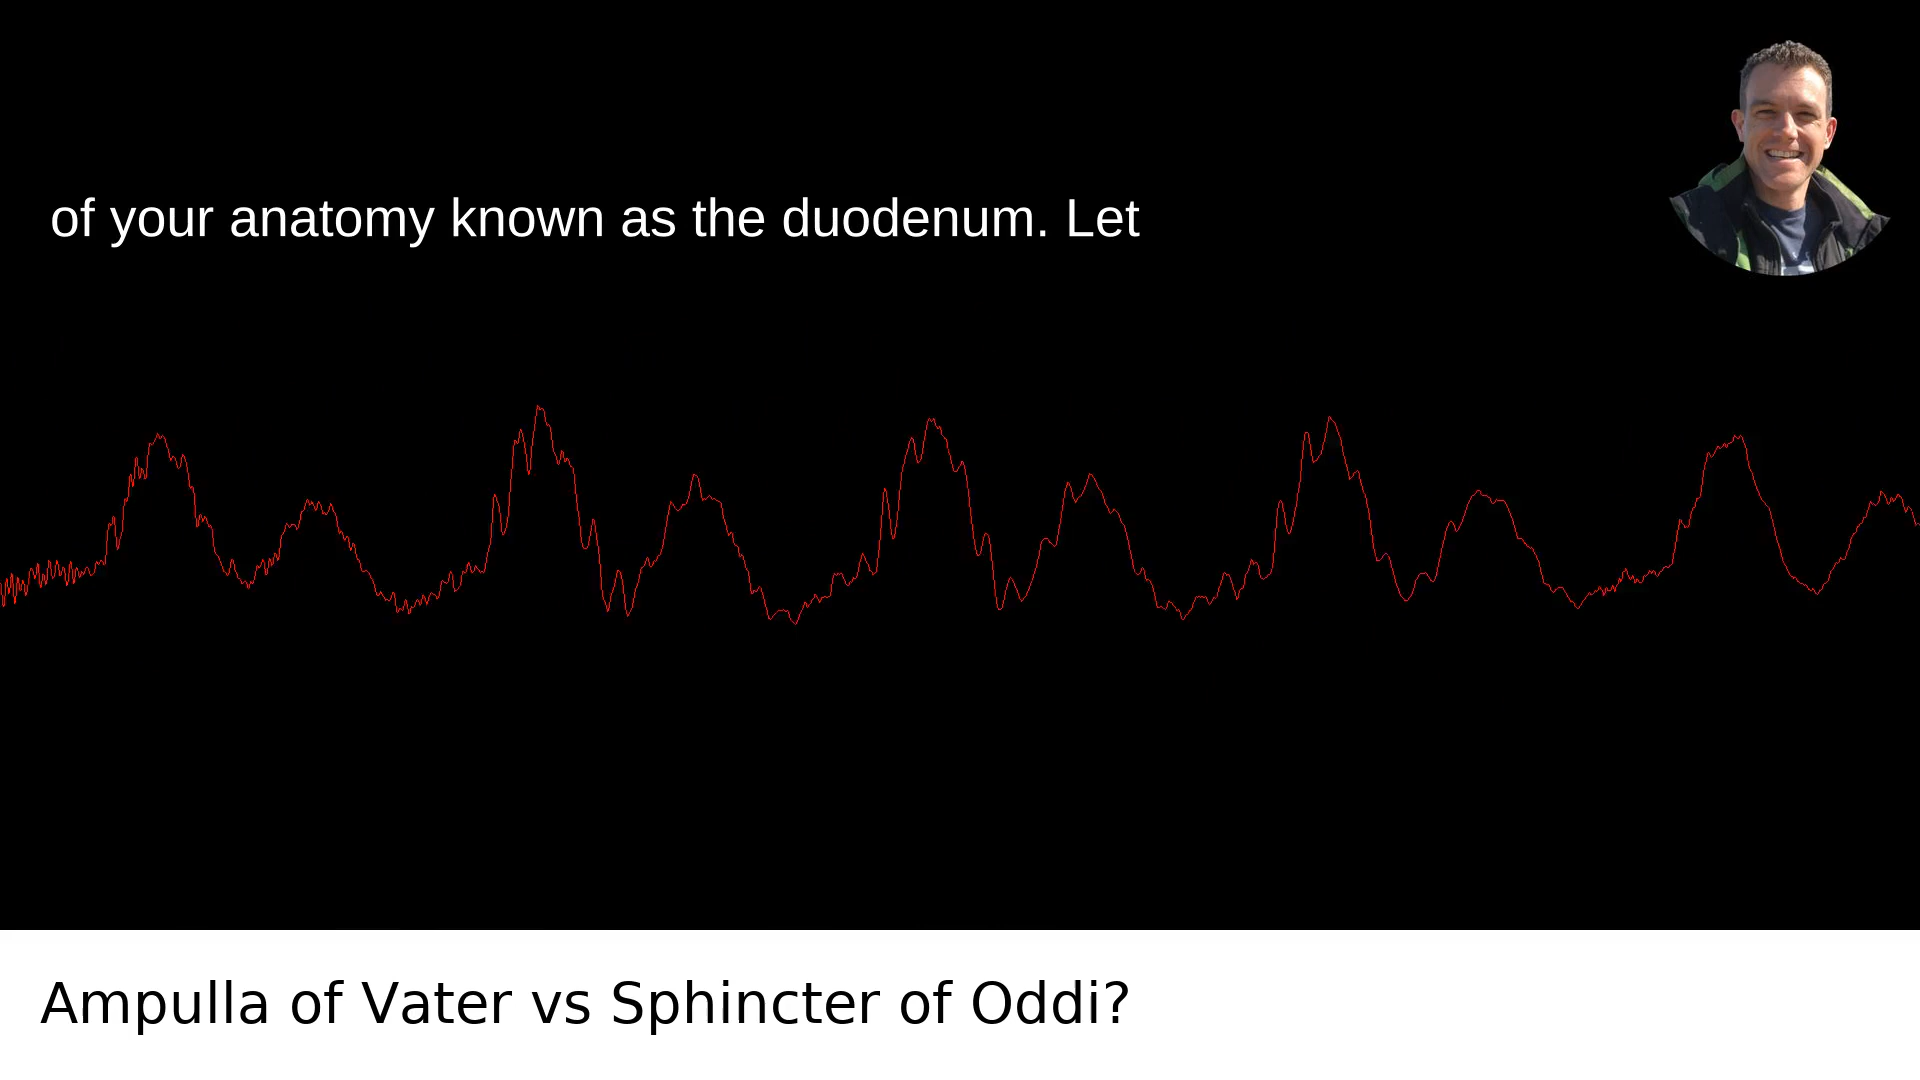 of your anatomy known as the duodenum. Let
Ampulla of Vater vs Sphincter of Oddi?